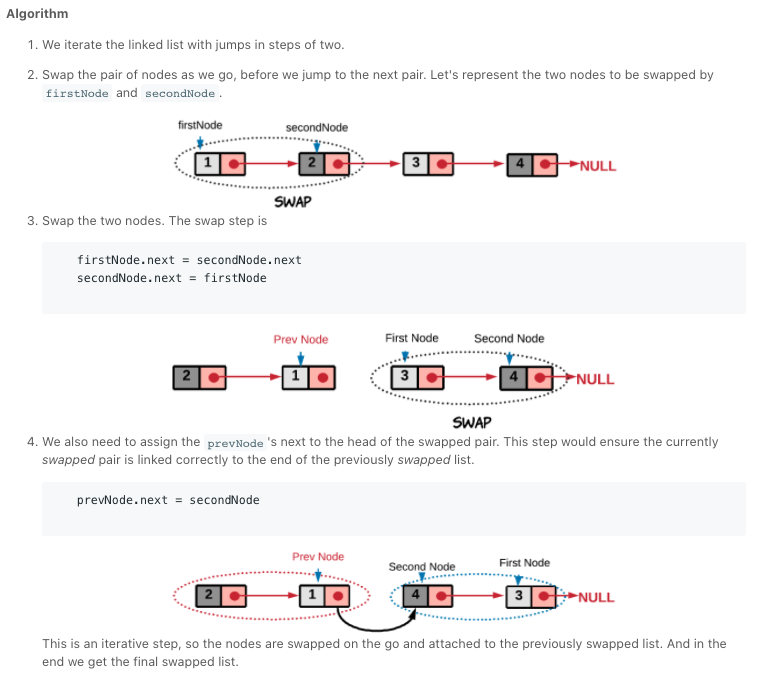 Algorithm
1. We iterate the linked list with jumps in steps of two.
2. Swap the pair of nodes as we go, before we jump to the next pair. Let's represent the two nodes to be swapped by
firstNode and secondNode .
firstNode secondNode
1 2 3 4 NULL
SWAP
3. Swap the two nodes. The swap step is
firstNode.next = secondNode.next
secondNode.next = firstNode
Prev Node First Node Second Node
2 1 3 4 NULL
SWAP
4. We also need to assign the prevNode 's next to the head of the swapped pair. This step would ensure the currently
swapped pair is linked correctly to the end of the previously swapped list.
prevNode.next = secondNode
Prev Node Second Node First Node
2 1 4 3 NULL
This is an iterative step, so the nodes are swapped on the go and attached to the previously swapped list. And in the
end we get the final swapped list.